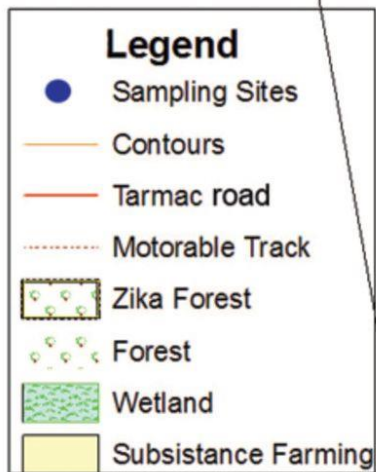 Legend
Sampling Sites
Contours
Tarmac road
Motorable Track
Zika Forest
Forest
Wetland
Subsistance Farming